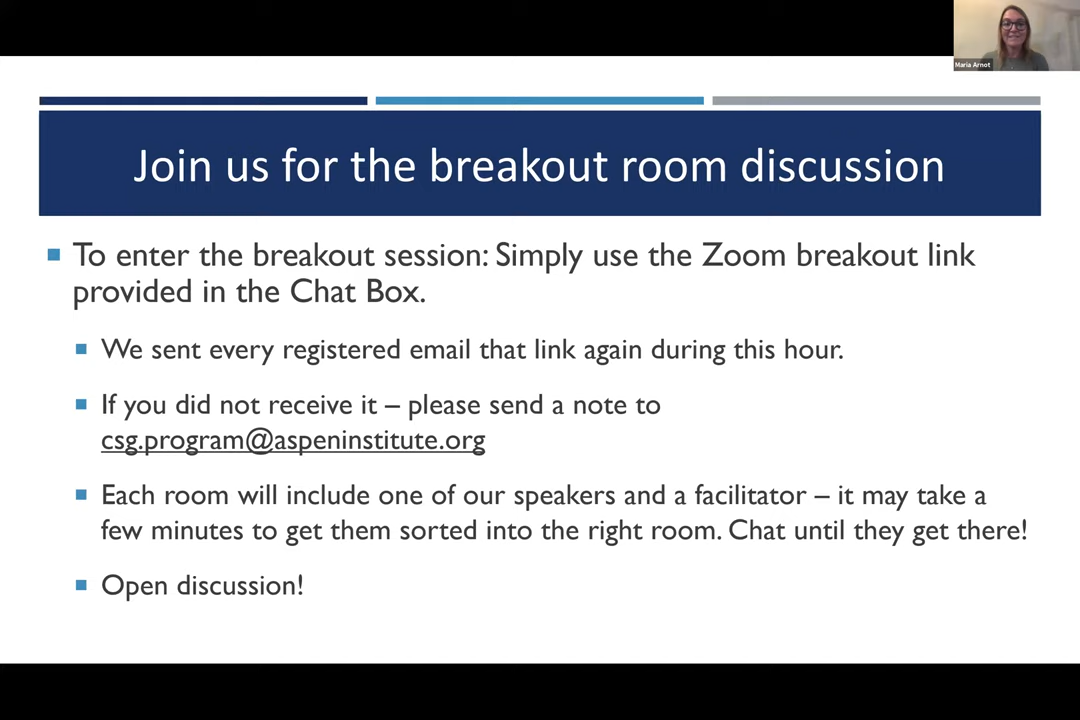 Maria Arnot
Join us for the breakout room discussion
To enter the breakout session: Simply use the Zoom breakout link
provided in the Chat Box.
We sent every registered email that link again during this hour.
If you did not receive it – please send a note to
csg.program@aspeninstitute.org
Each room will include one of our speakers and a facilitator – it may take a
few minutes to get them sorted into the right room. Chat until they get there!
Open discussion!